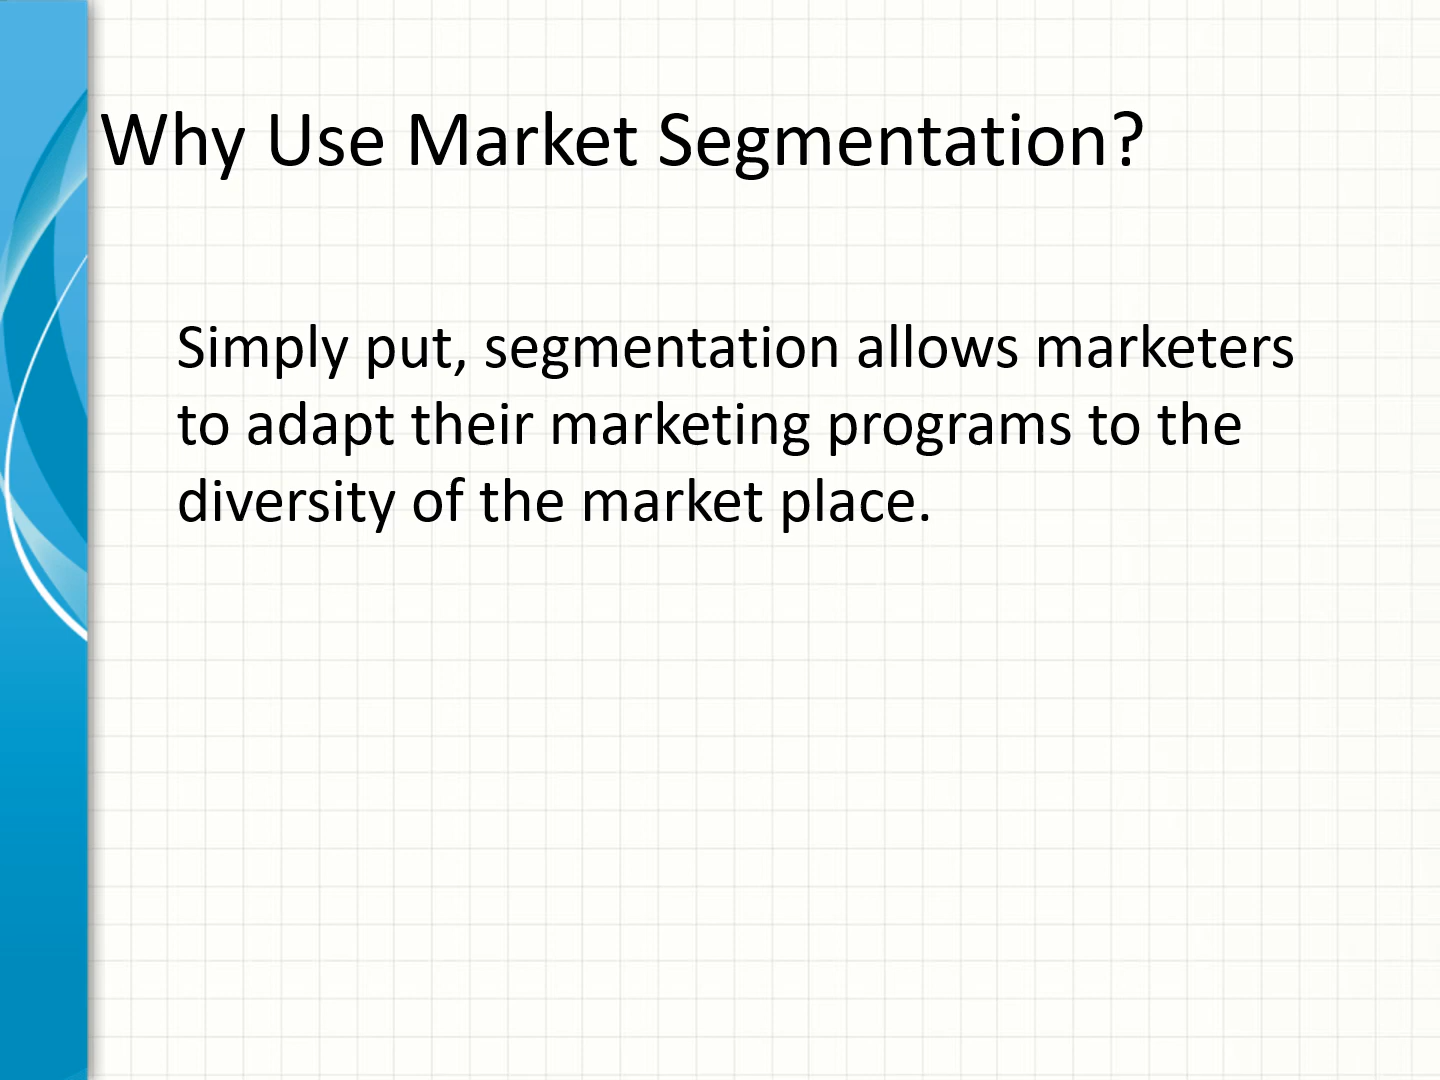 Why Use Market Segmentation?
Simply put, segmentation allows marketers
to adapt their marketing programs to the
diversity of the market place.